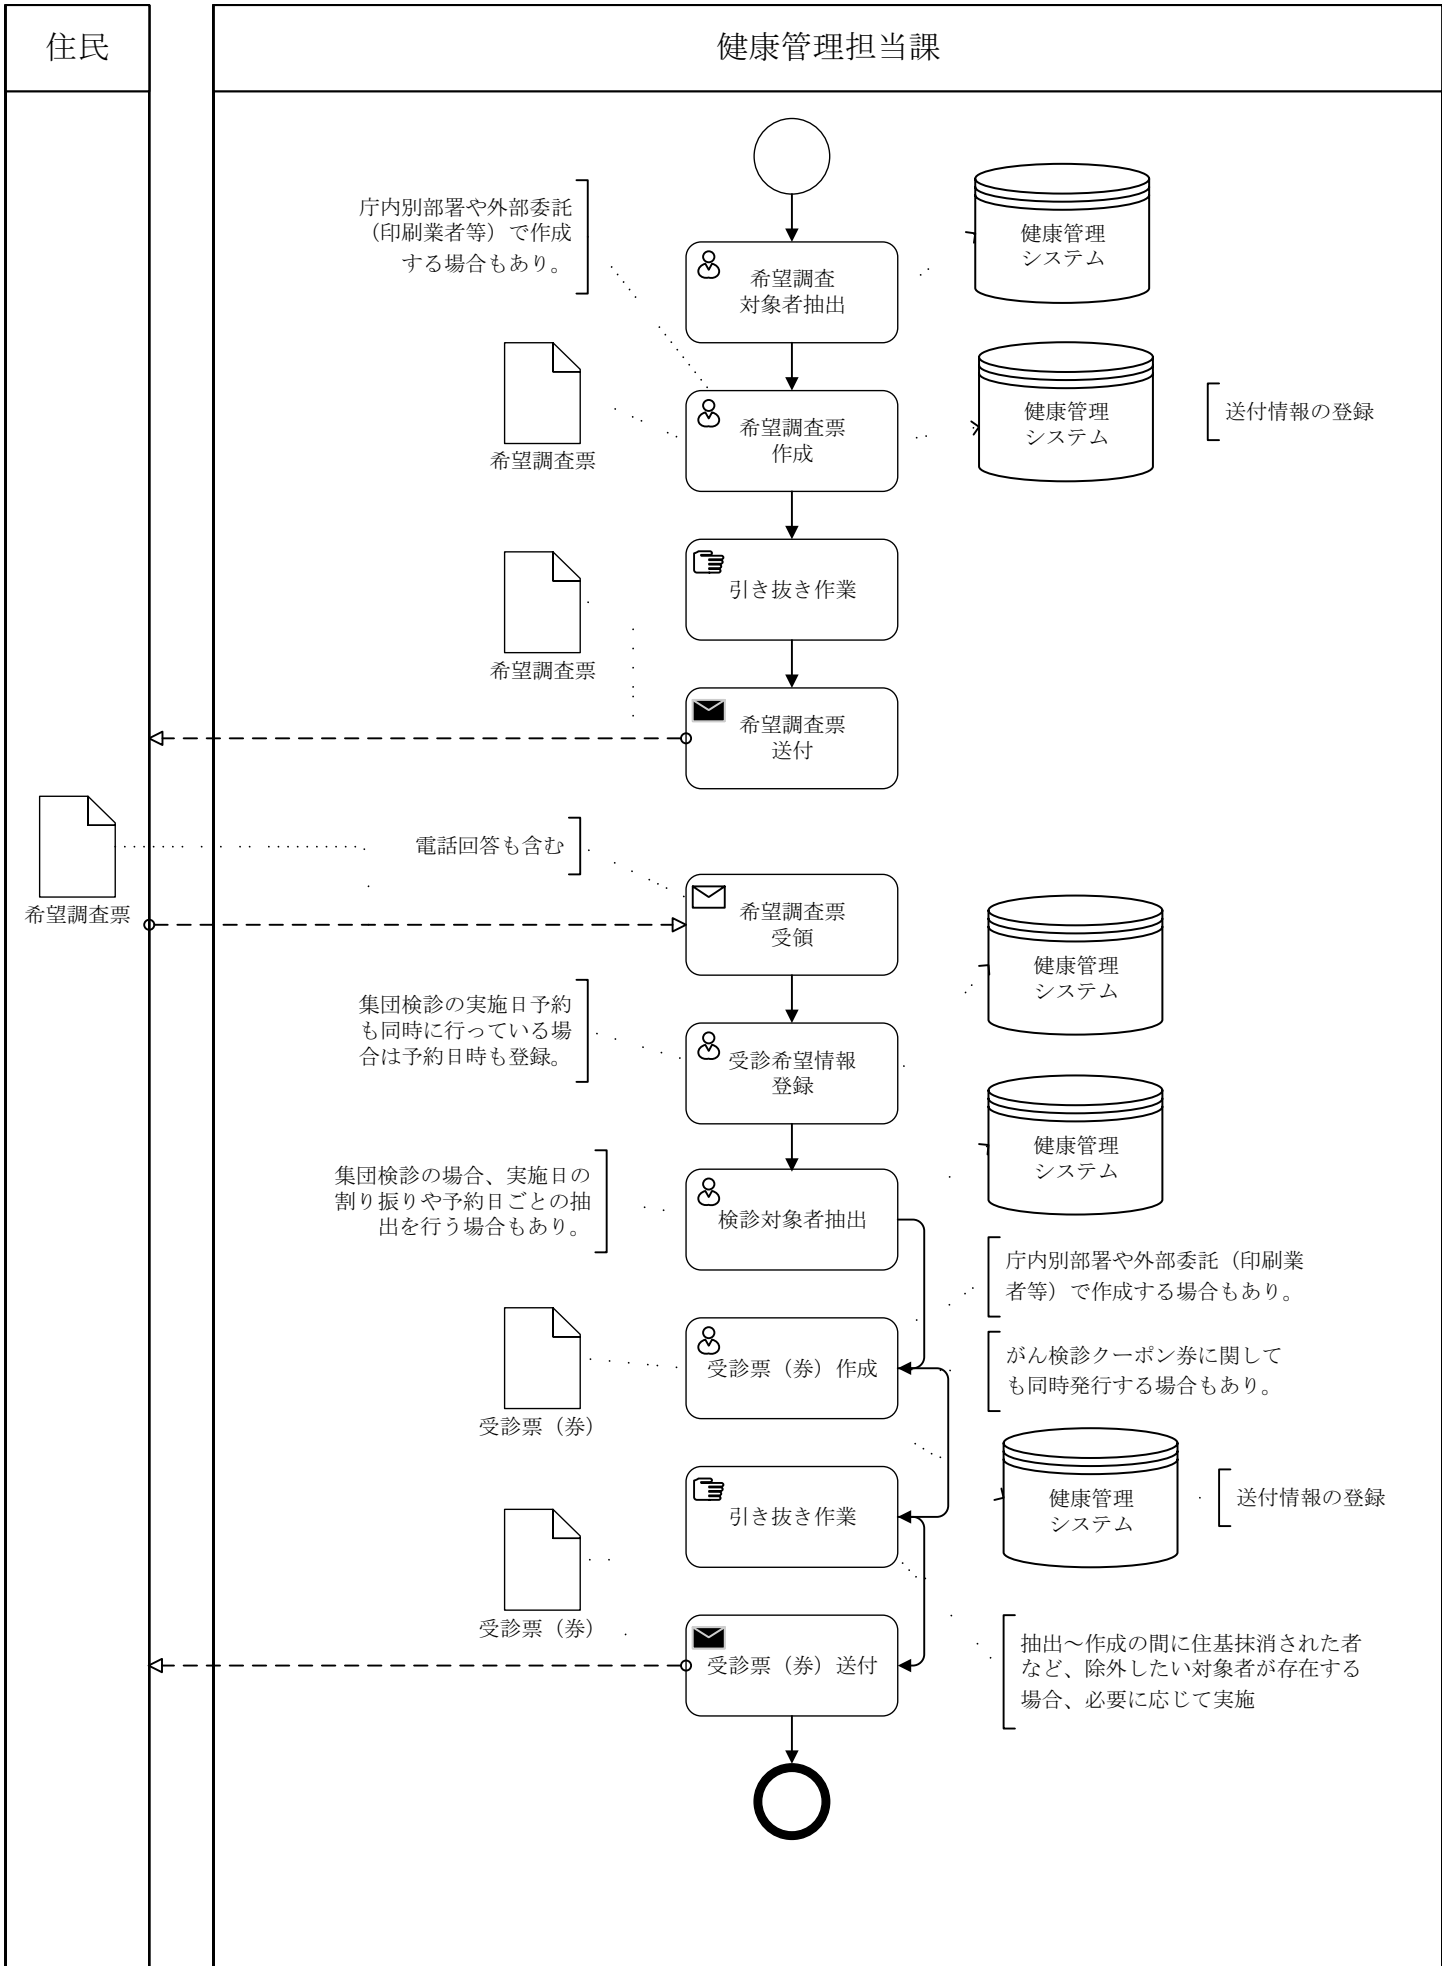 住民
健康管理担当課
庁内別部署や外部委託
（印刷業者等）で作成
する場合もあり。
希望調査
対象者抽出
健康管理
システム
希望調査票
希望調査票
作成
健康管理
システム
送付情報の登録
引き抜き作業
希望調査票
希望調査票
送付
希望調査票
電話回答も含む
希望調査票
受領
健康管理
システム
集団検診の実施日予約
も同時に行っている場
合は予約日時も登録。
受診希望情報
登録
健康管理
システム
集団検診の場合、実施日の
割り振りや予約日ごとの抽
出を行う場合もあり。
検診対象者抽出
庁内別部署や外部委託（印刷業
者等）で作成する場合もあり。
受診票（券）
受診票（券）作成
がん検診クーポン券に関して
も同時発行する場合もあり。
引き抜き作業
健康管理
システム
送付情報の登録
受診票（券）
受診票（券）送付
抽出～作成の間に住基抹消された者
など、除外したい対象者が存在する
場合、必要に応じて実施